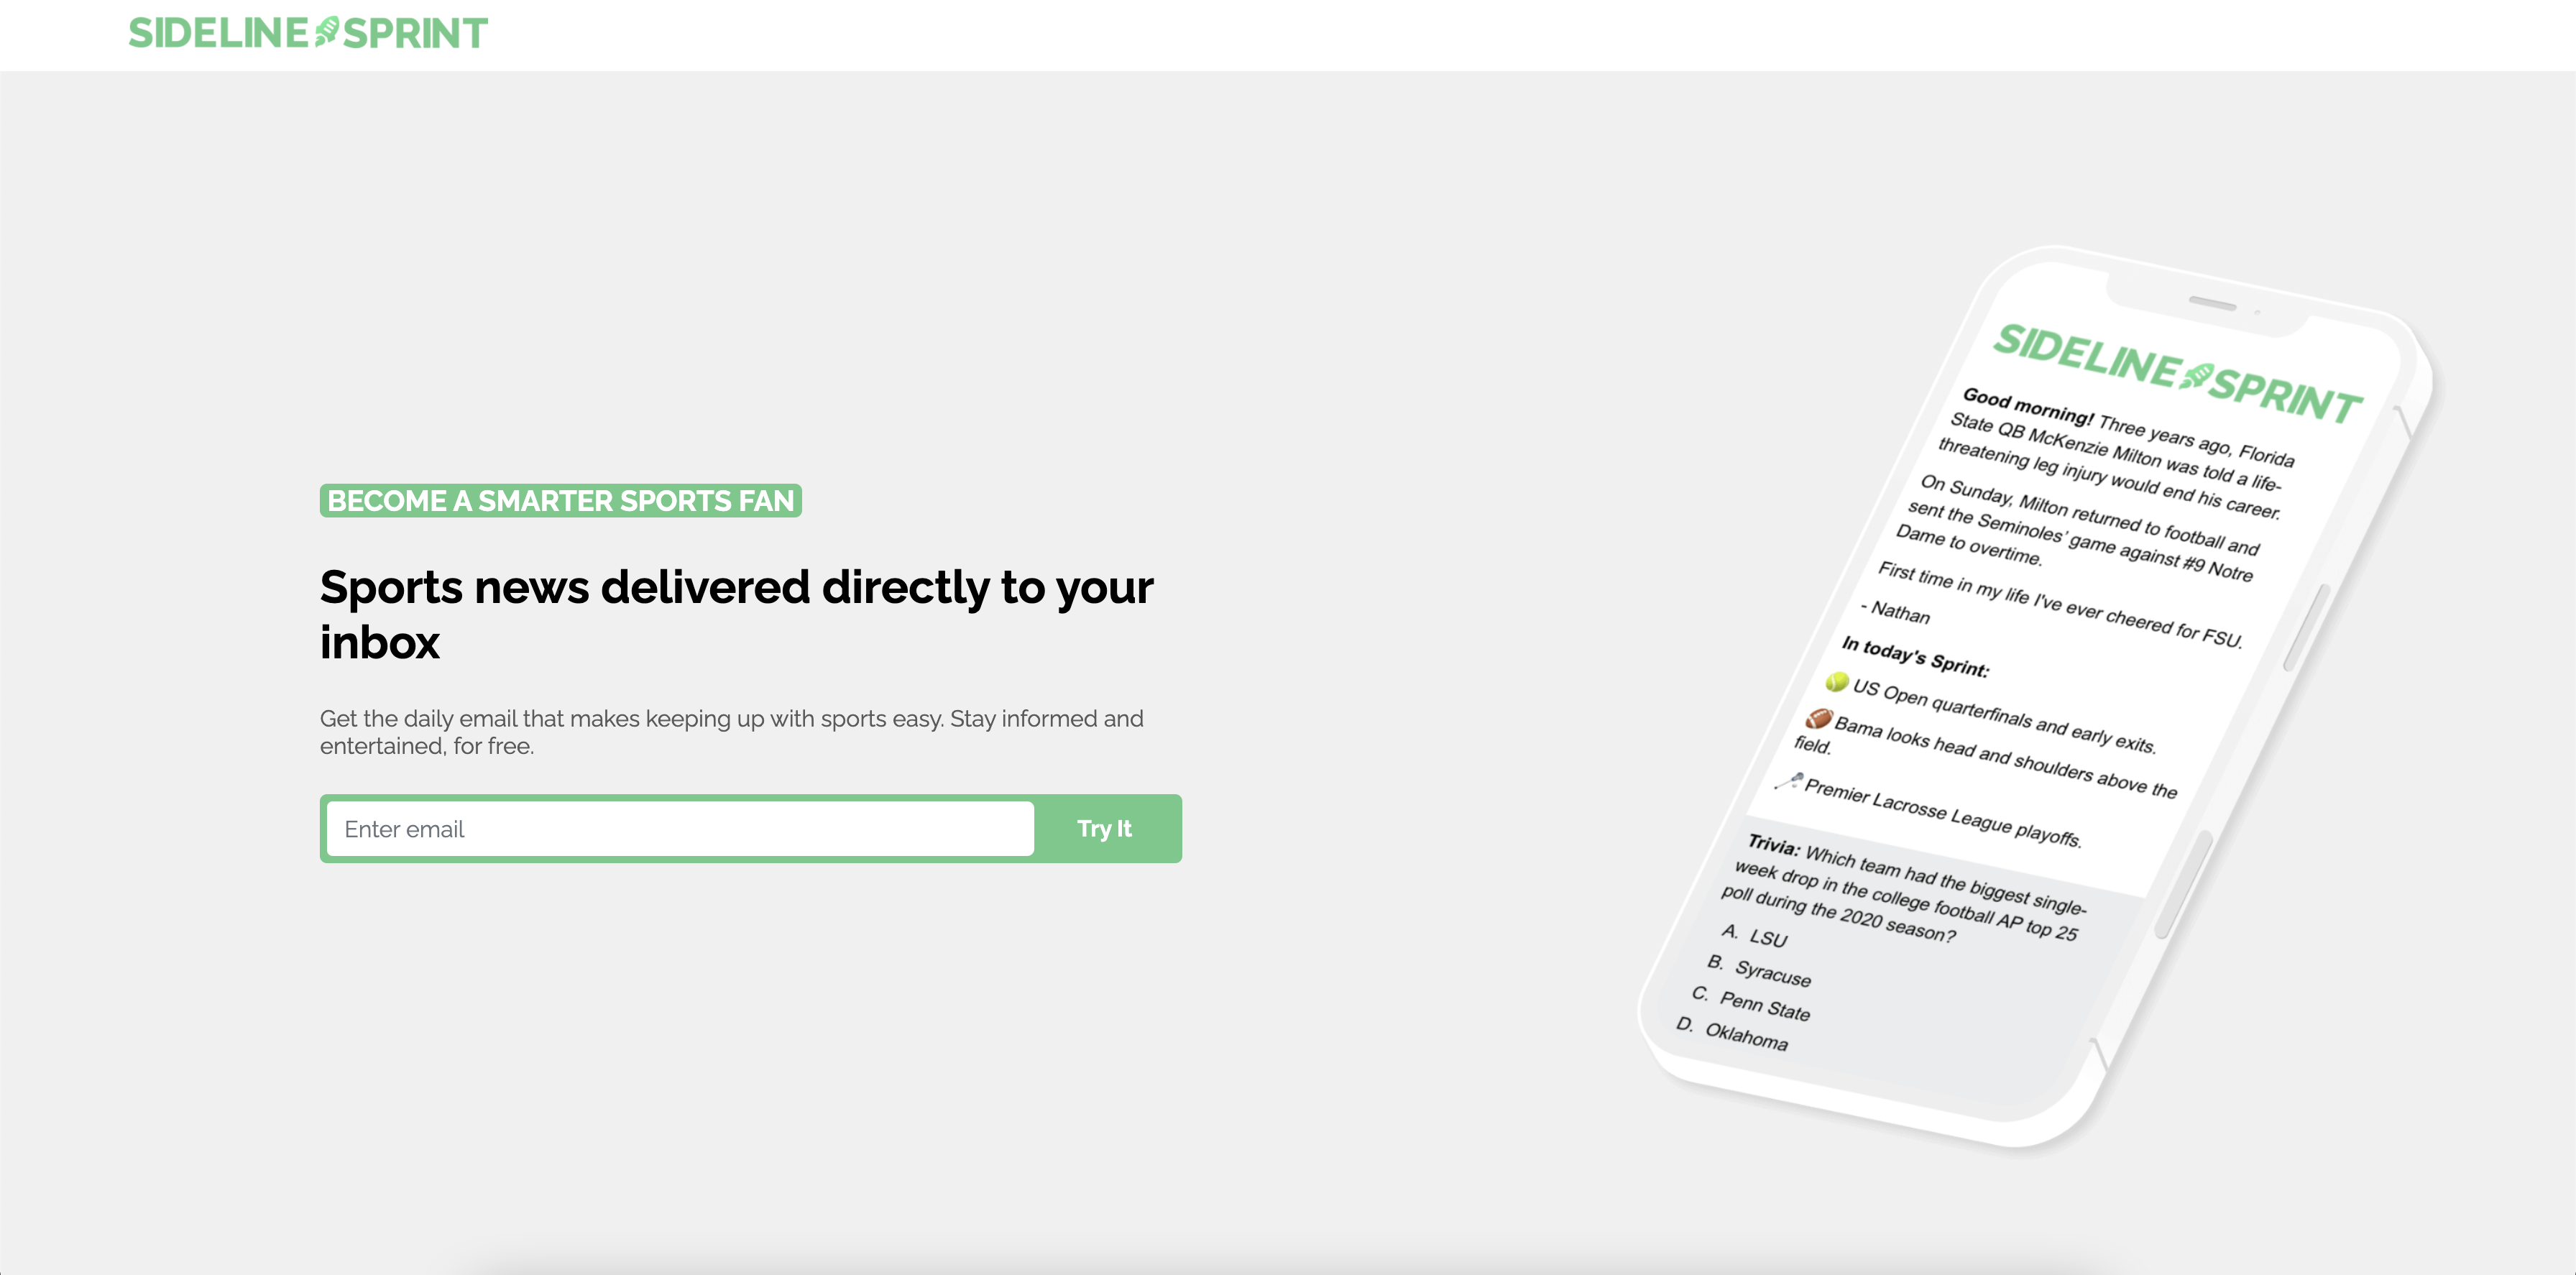 SIDELINE SPRINT
BECOME A SMARTER SPORTS FAN
Sports news delivered directly to your
inbox
Get the daily email that makes keeping up with sports easy. Stay informed and
entertained, for free.
Enter email
Try It
SIDELINE SPRINT
Good morning! Three years ago, Florida
State QB McKenzie Milton was told a life-
threatening leg injury would end his career.
On Sunday, Milton returned to football and
sent the Seminoles' game against #9 Notre
Dame to overtime.
First time in my life I've ever cheered for FSU.
- Nathan
In today's Sprint:
US Open quarterfinals and early exits.
Bama looks head and shoulders above the
field.
Premier Lacrosse League playoffs.
Trivia: Which team had the biggest single-
week drop in the college football AP top 25
poll during the 2020 season?
A. LSU
B. Syracuse
C. Penn State
D. Oklahoma